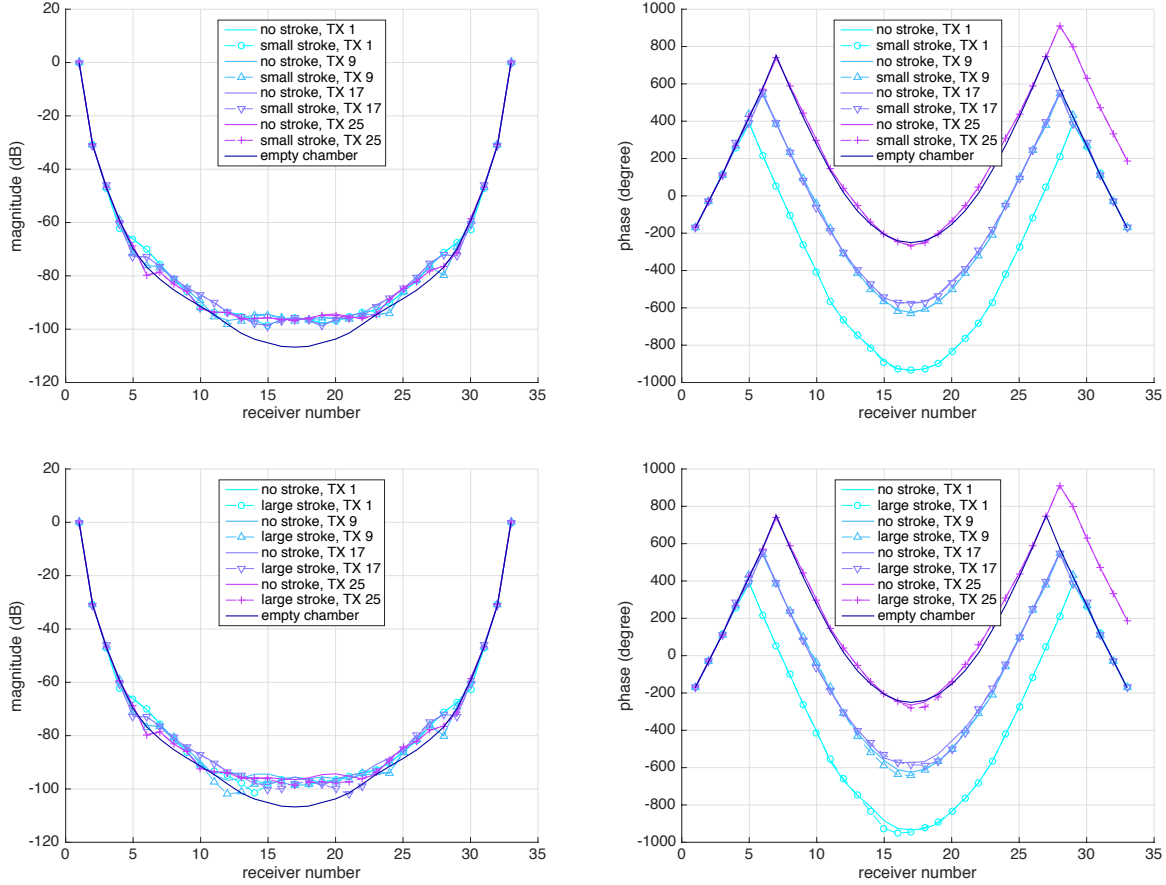 20
0
-20
-40
-60
-80
-100
-120
magnitude (dB)
0 5 10 15 20 25 30 35
receiver number
no stroke, TX 1
small stroke, TX 1
no stroke, TX 9
small stroke, TX 9
no stroke, TX 17
small stroke, TX 17
no stroke, TX 25
small stroke, TX 25
empty chamber
1000
800
600
400
200
0
-200
-400
-600
-800
-1000
phase (degree)
0 5 10 15 20 25 30 35
receiver number
no stroke, TX 1
small stroke, TX 1
no stroke, TX 9
small stroke, TX 9
no stroke, TX 17
small stroke, TX 17
no stroke, TX 25
small stroke, TX 25
empty chamber
20
0
-20
-40
-60
-80
-100
-120
magnitude (dB)
0 5 10 15 20 25 30 35
receiver number
no stroke, TX 1
large stroke, TX 1
no stroke, TX 9
large stroke, TX 9
no stroke, TX 17
large stroke, TX 17
no stroke, TX 25
large stroke, TX 25
empty chamber
1000
800
600
400
200
0
-200
-400
-600
-800
-1000
phase (degree)
0 5 10 15 20 25 30 35
receiver number
no stroke, TX 1
large stroke, TX 1
no stroke, TX 9
large stroke, TX 9
no stroke, TX 17
large stroke, TX 17
no stroke, TX 25
large stroke, TX 25
empty chamber